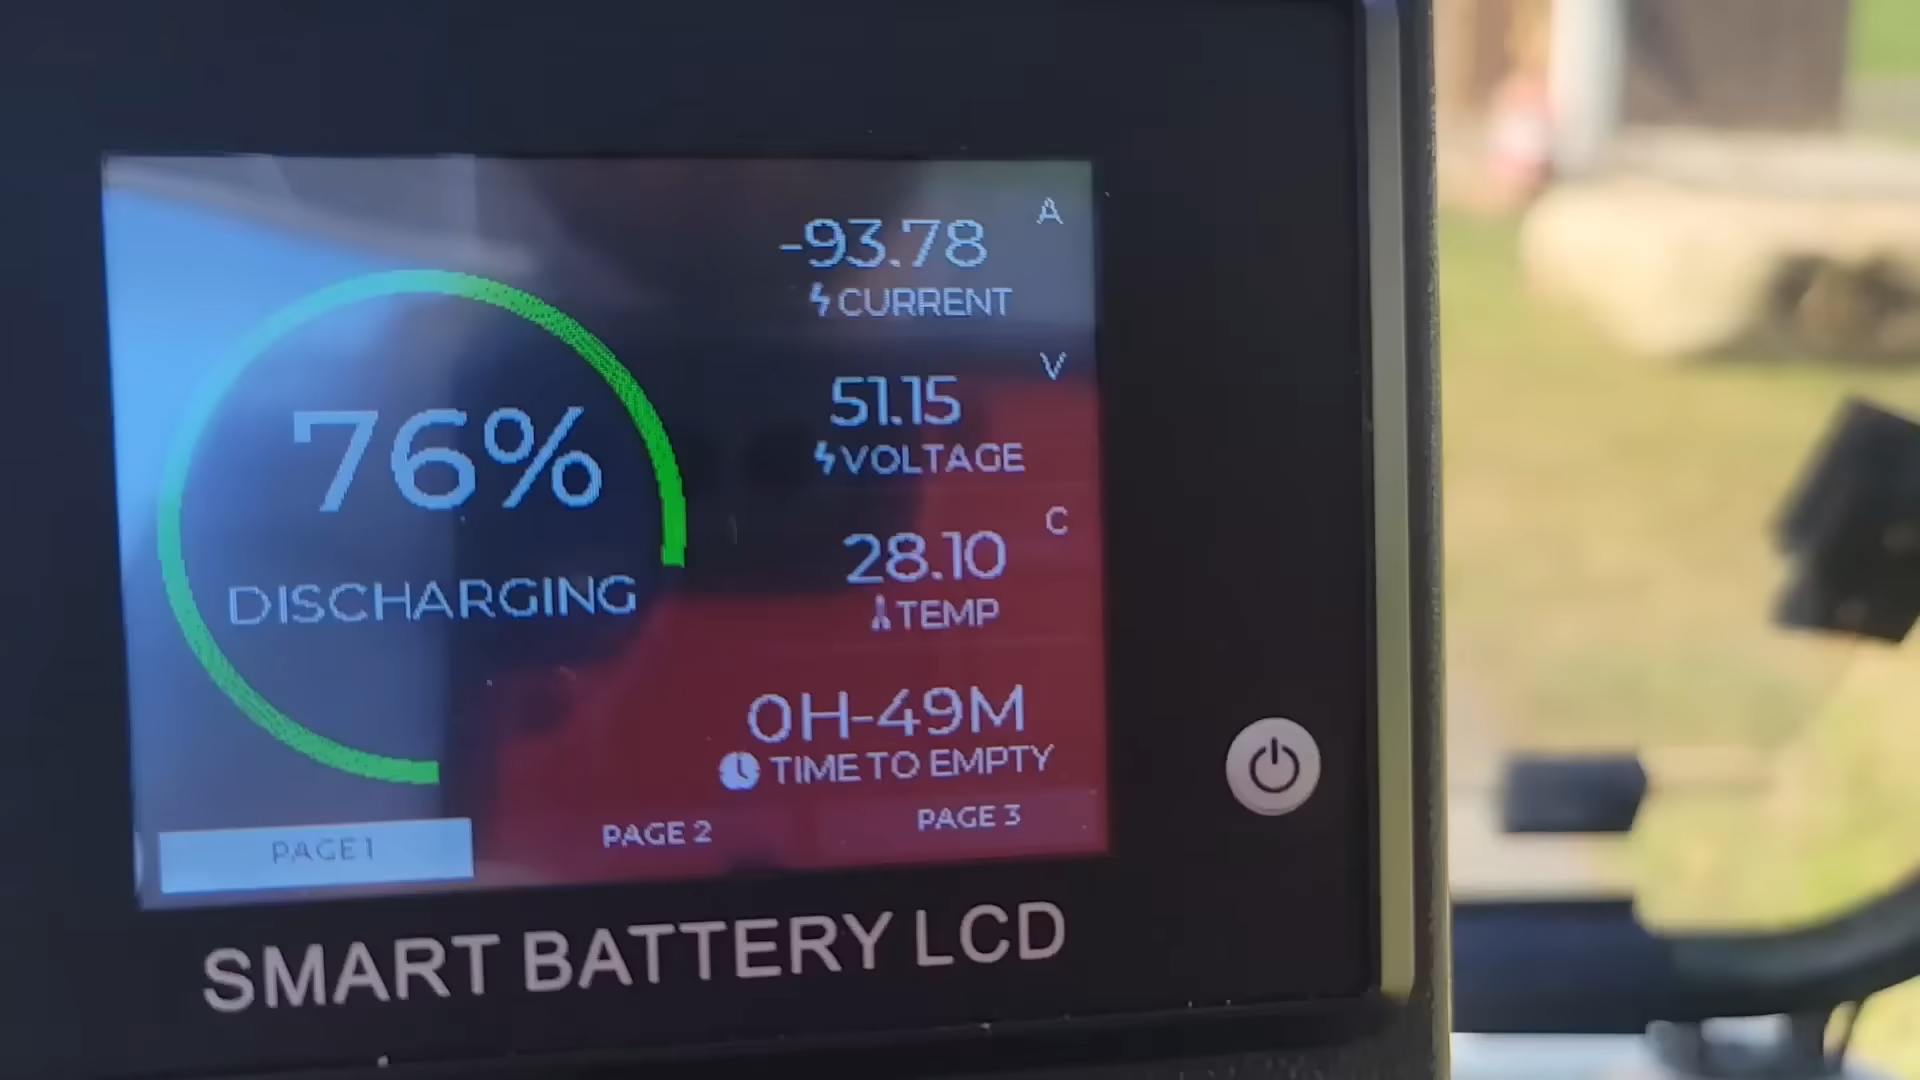 76%
DISCHARGING
A
-93.78
CURRENT
V
51.15
VOLTAGE
C
28.10
TEMP
0H-49M
TIME TO EMPTY
PAGE 1
PAGE 2
PAGE 3
SMART BATTERY LCD